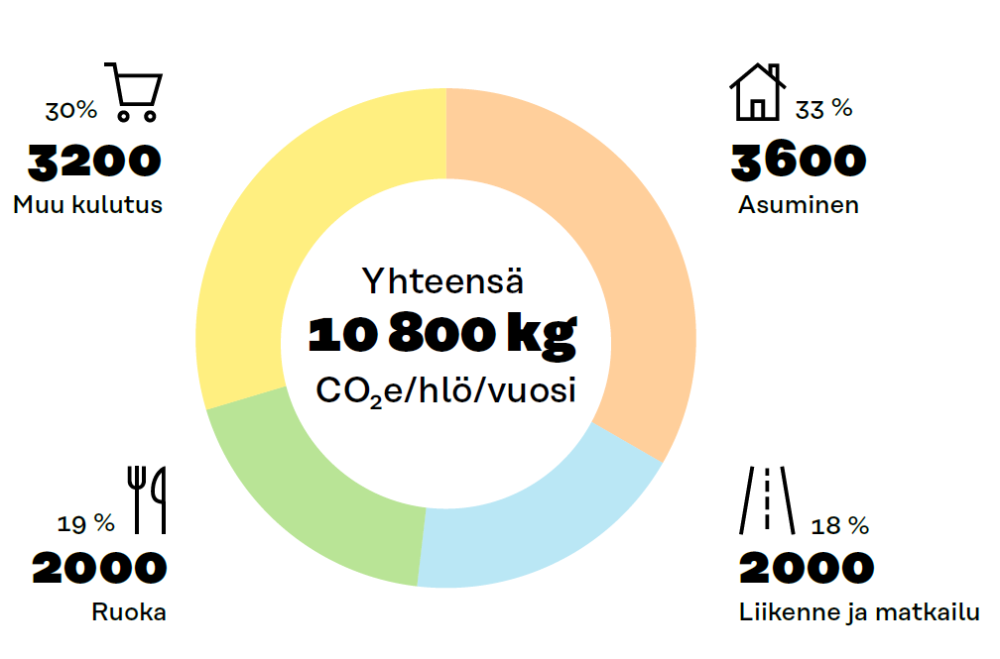 30%
3200
Muu kulutus
33 %
3600
Asuminen
Yhteensä
10 800 kg
CO₂e/hlö/vuosi
19 %
2000
Ruoka
18 %
2000
Liikenne ja matkailu